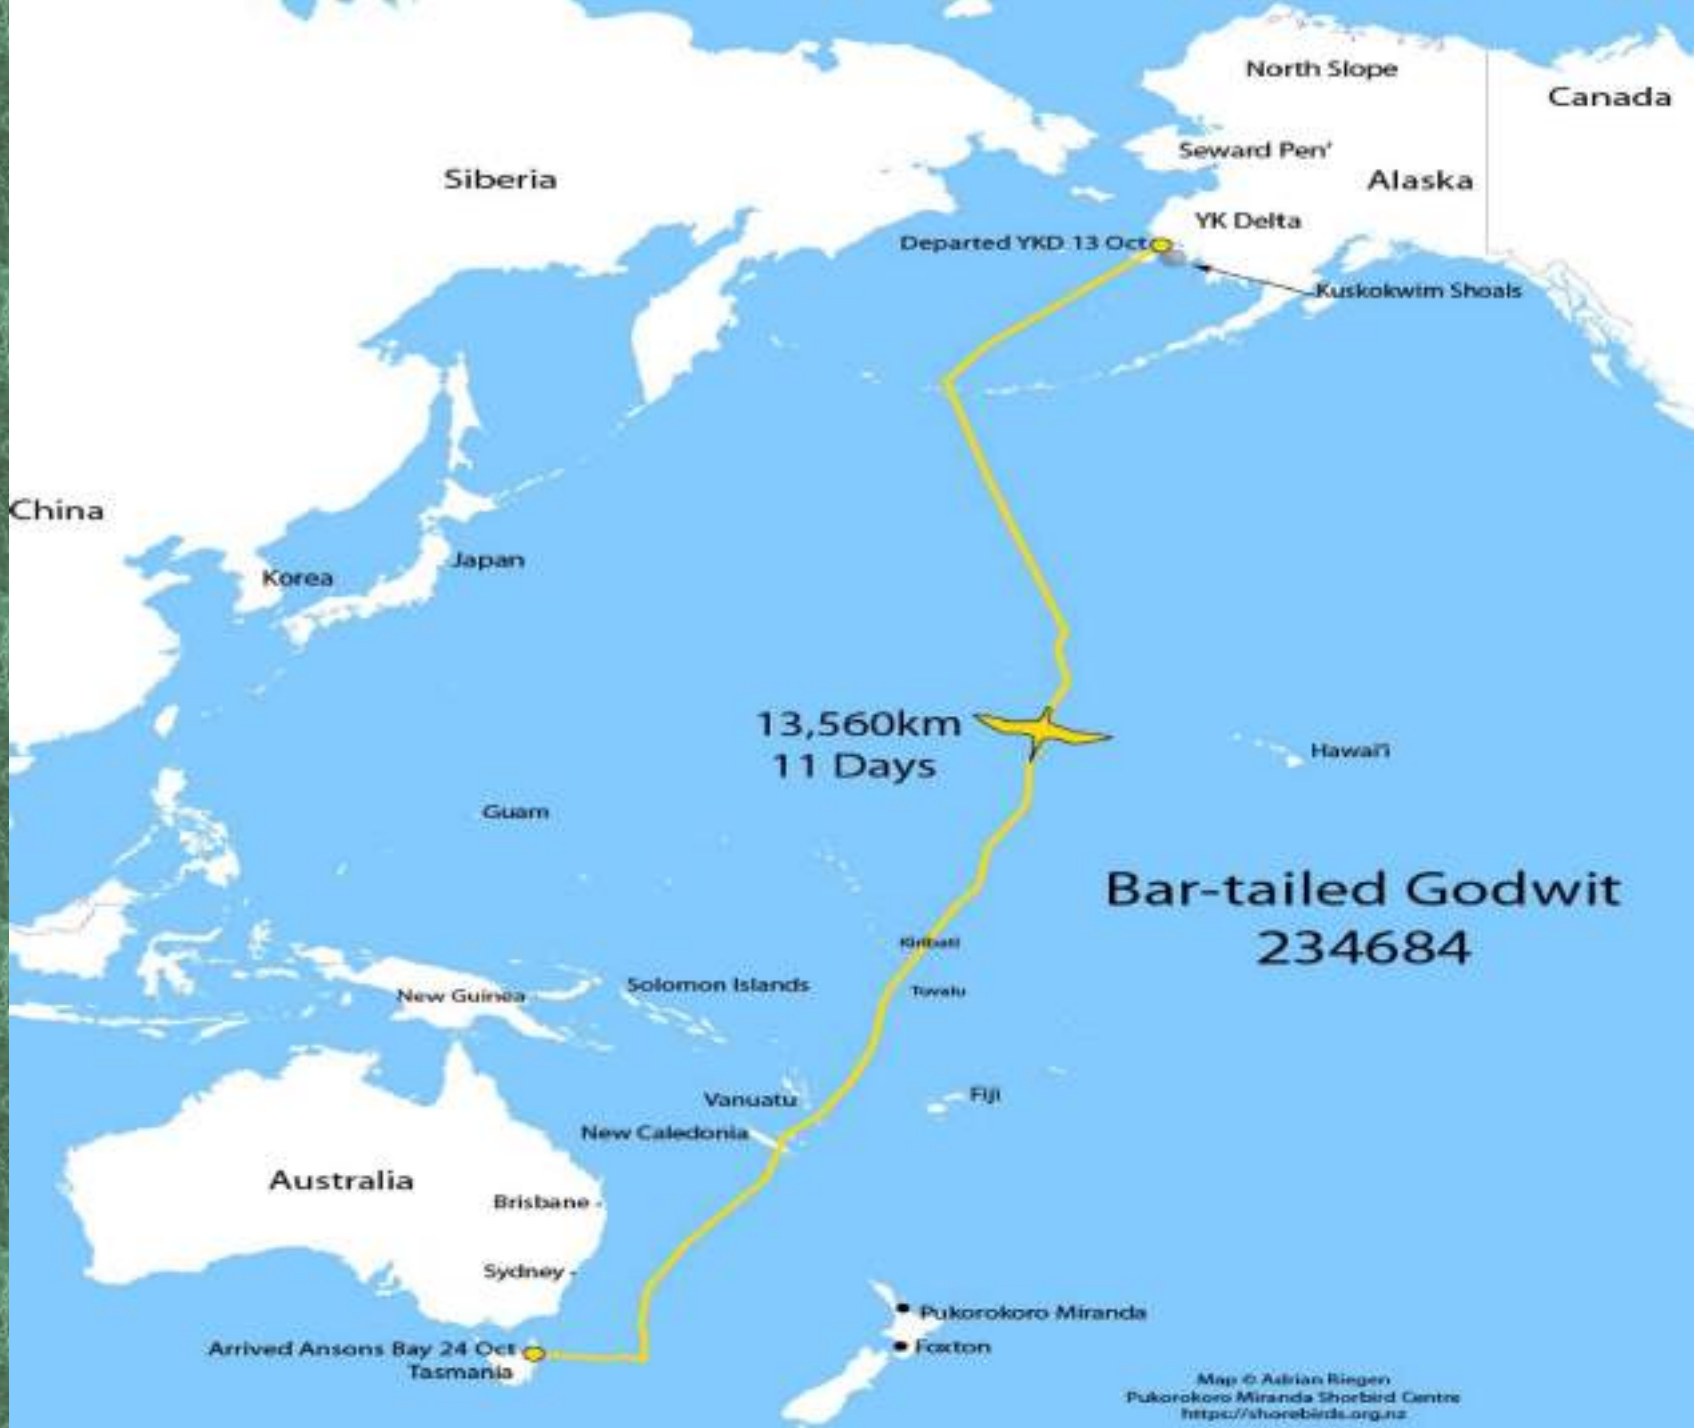 North Slope
Canada
Seward Pen'
Siberia
Alaska
YK Delta
Departed YKD 13 Oct
Kuskokwim Shoals
China
Japan
Korea
13,560km
11 Days
Hawai'i
Guam
Bar-tailed Godwit
234684
Kiribati
Solomon Islands
Tuvalu
New Guinea
Vanuatu
Fiji
New Caledonia
Australia
Brisbane -
Sydney -
Pukorokoro Miranda
Foxton
Arrived Ansons Bay 24 Oct
Tasmania
Map © Adrian Riegen
Pukorokoro Miranda Shorbird Centre
https://shorebirds.org.nz